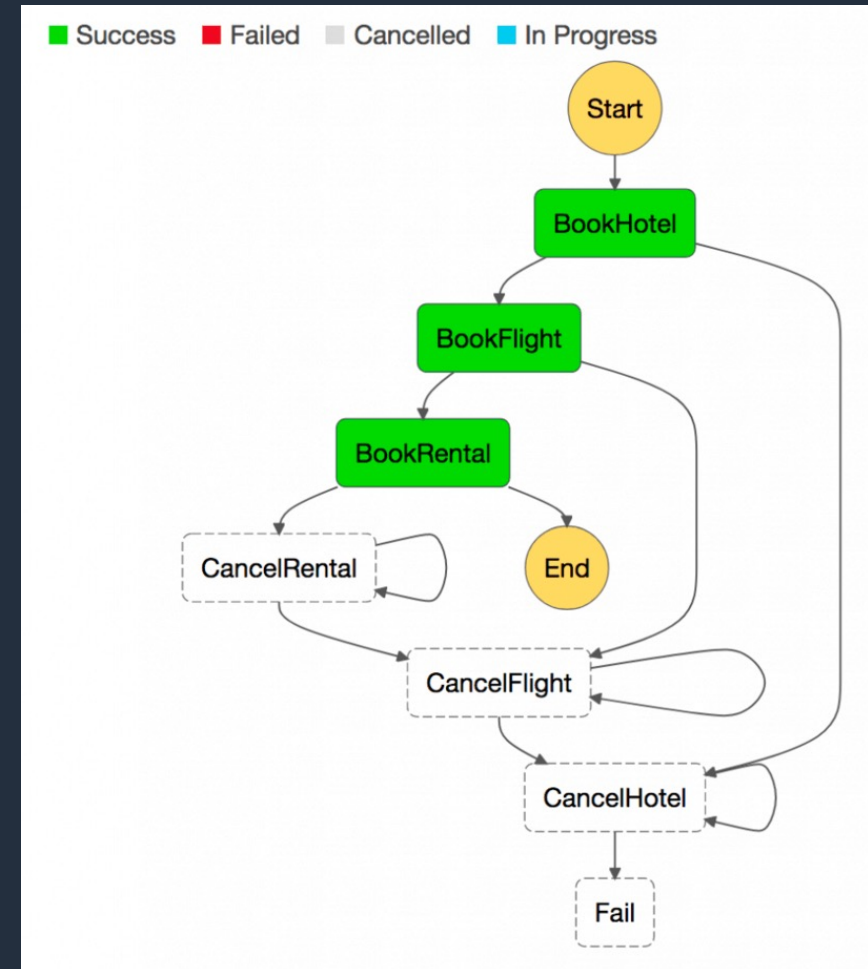 Success Failed Cancelled In Progress
Start
BookHotel
BookFlight
BookRental
CancelRental
End
CancelFlight
CancelHotel
Fail